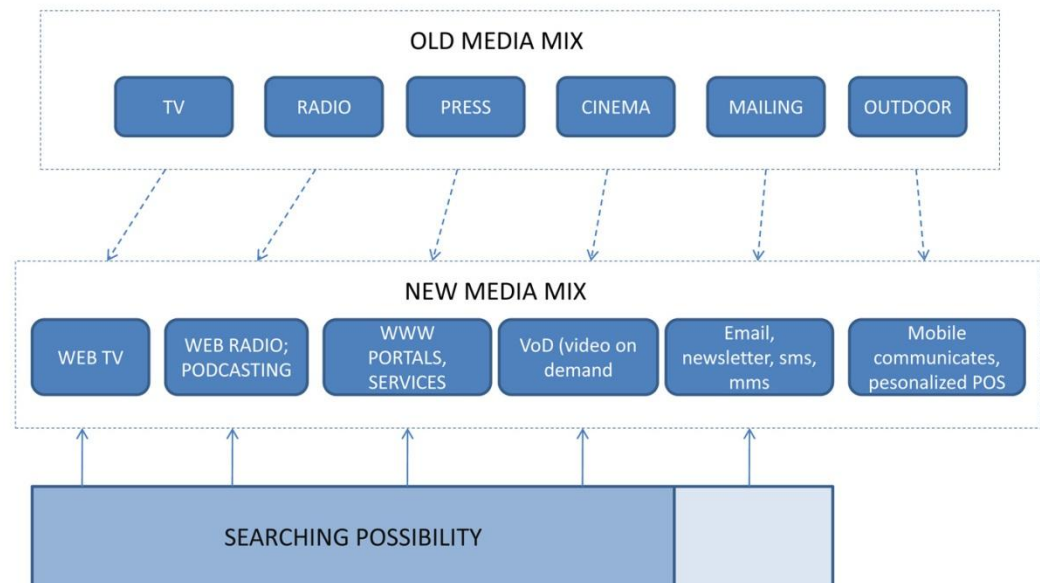 OLD MEDIA MIX
TV
RADIO
PRESS
CINEMA
MAILING
OUTDOOR
NEW MEDIA MIX
WEB TV
WEB RADIO;
PODCASTING
WWW
PORTALS,
SERVICES
VoD (video on
demand
Email,
newsletter, sms,
mms
Mobile
communicates,
pesonalized POS
SEARCHING POSSIBILITY